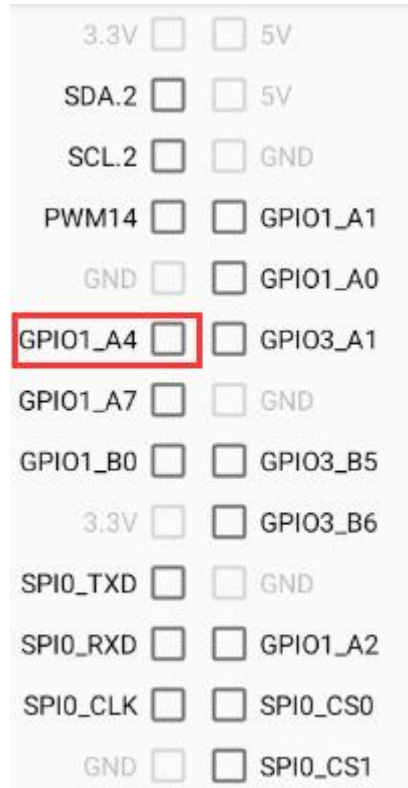 3.3V 5V
SDA.2 5V
SCL.2 GND
PWM14 GPIO1_A1
GND GPIO1_A0
GPIO1_A4 GPIO3_A1
GPIO1_A7 GND
GPIO1_B0 GPIO3_B5
3.3V GPIO3_B6
SPI0_TXD GND
SPI0_RXD GPIO1_A2
SPI0_CLK SPI0_CS0
GND SPI0_CS1